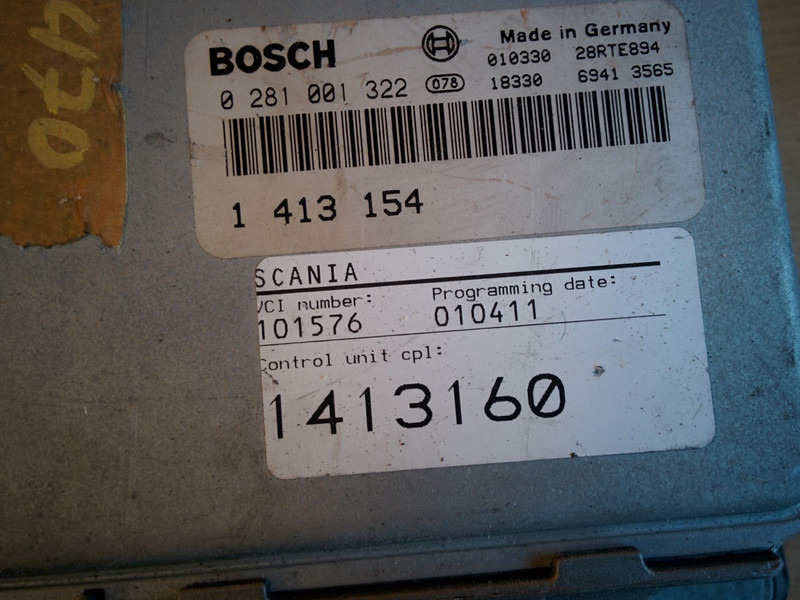 470
BOSCH
Made in Germany
010330 28RTE894
0 281 001 322 078 18330 6941 3565
1 413 154
SCANIA
VCI number: Programming date:
101576 010411
Control unit cpl:
1413160